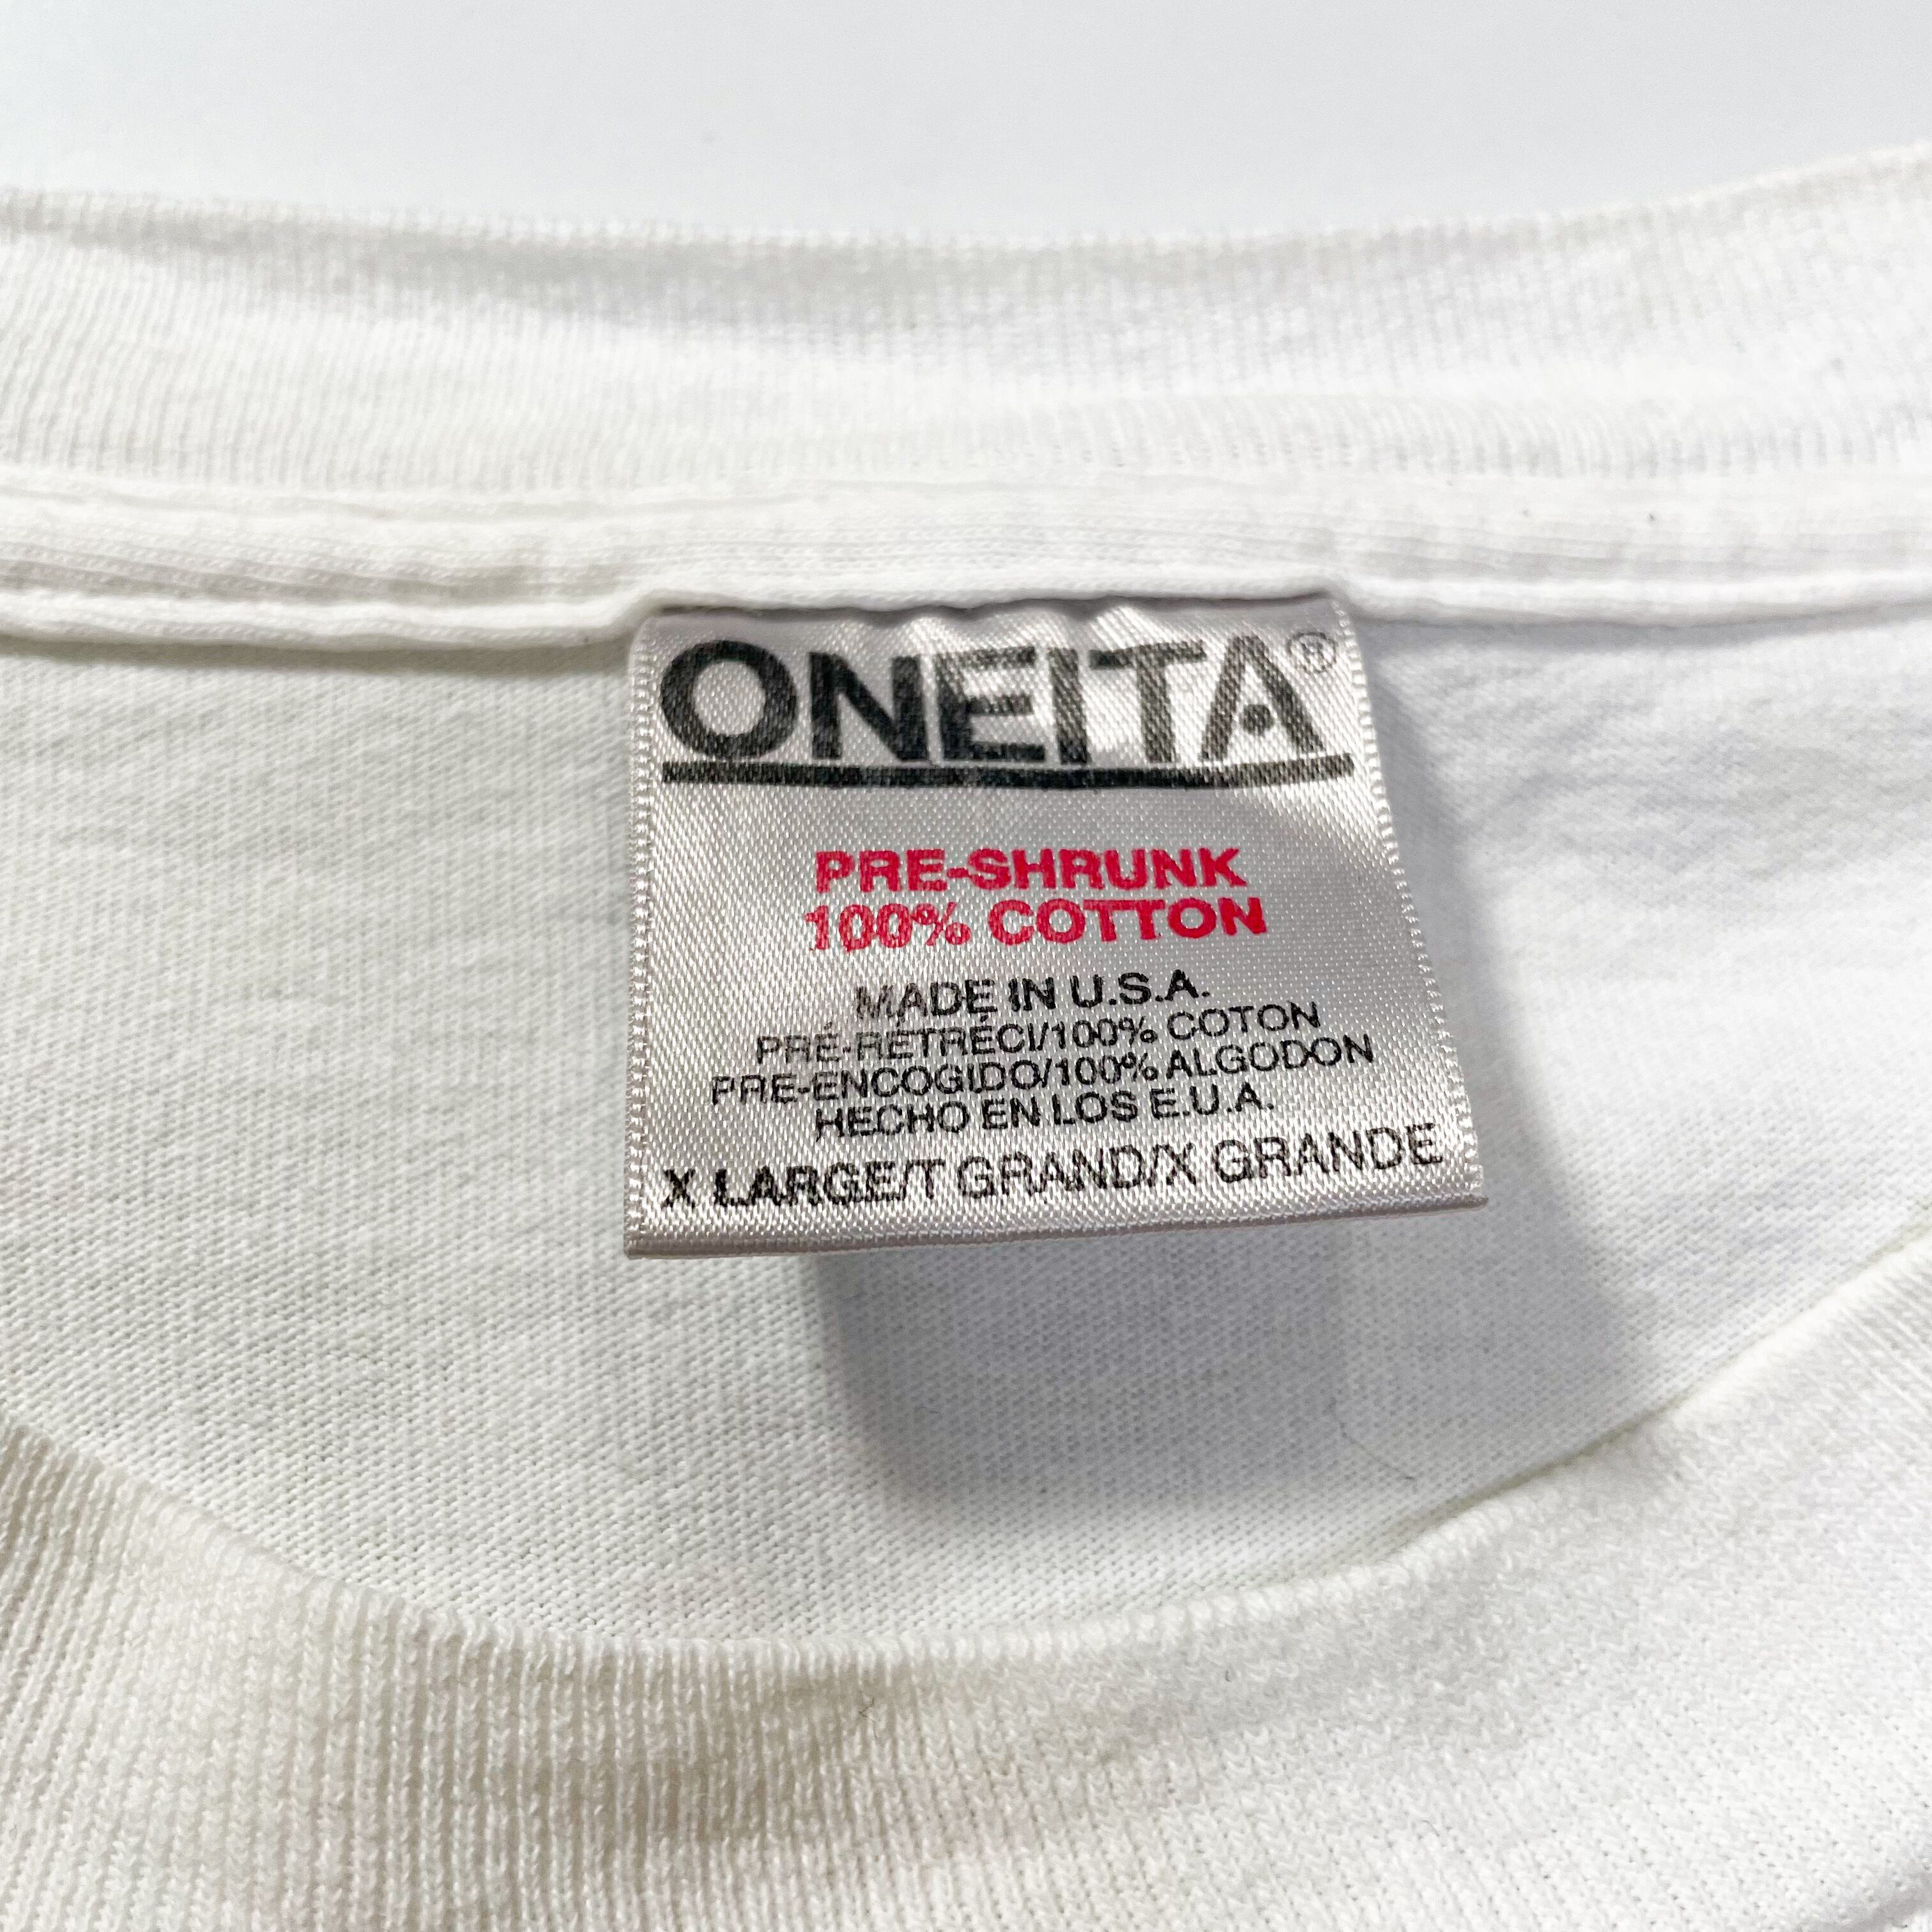 ONEITA®
PRE-SHRUNK
100% COTTON
MADE IN U.S.A.
PRÉ-RÉTRÉCI/100% COTON
PRE-ENCOGIDO/100% ALGODON
HECHO EN LOS E.U.A.
X LARGE/T GRAND/X GRANDE